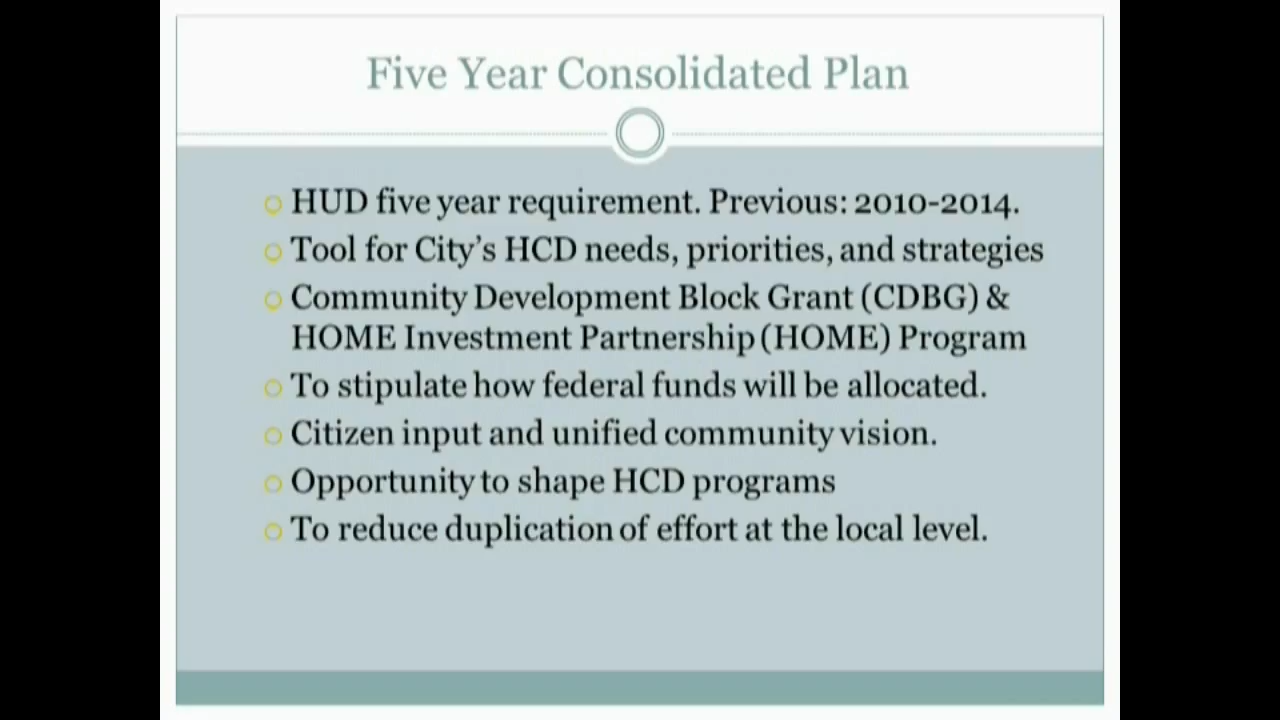 Five Year Consolidated Plan
HUD five year requirement. Previous: 2010-2014.
Tool for City’s HCD needs, priorities, and strategies
Community Development Block Grant (CDBG) &
HOME Investment Partnership (HOME) Program
To stipulate how federal funds will be allocated.
Citizen input and unified community vision.
Opportunity to shape HCD programs
To reduce duplication of effort at the local level.